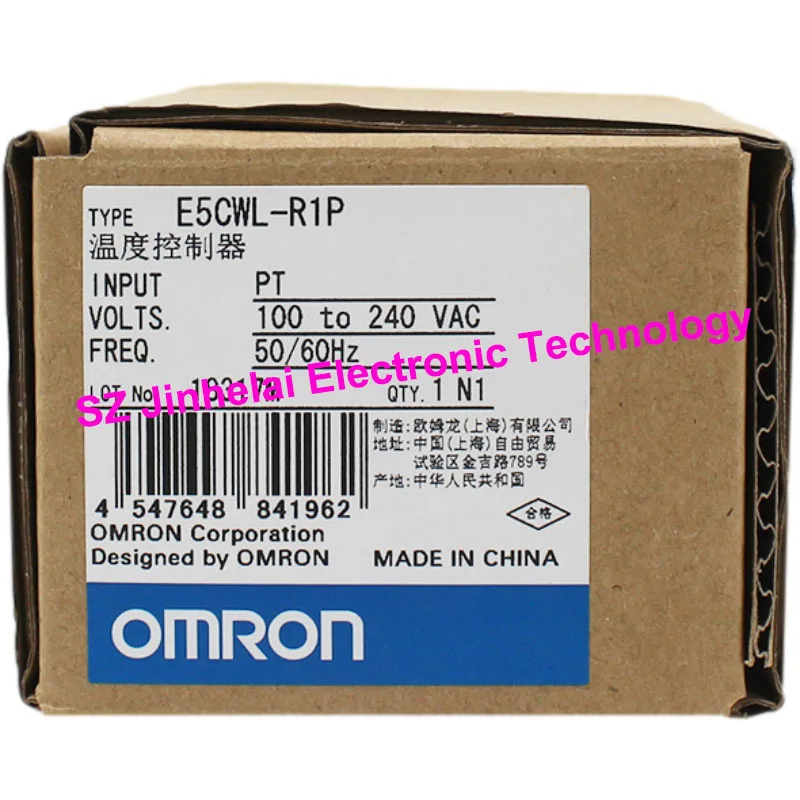 TYPE E5CWL-R1P
温度控制器
INPUT PT
VOLTS. 100 to 240 VAC
FREQ. 50/60Hz
LOT No.
QTY. 1 N1
SZ Jinhelai Electronic Technology
制造: 欧姆龙(上海)有限公司
地址: 中国(上海)自由贸易
试验区金吉路789号
产地: 中华人民共和国
4 547648 841962
合格
OMRON Corporation
Designed by OMRON MADE IN CHINA
OMRON